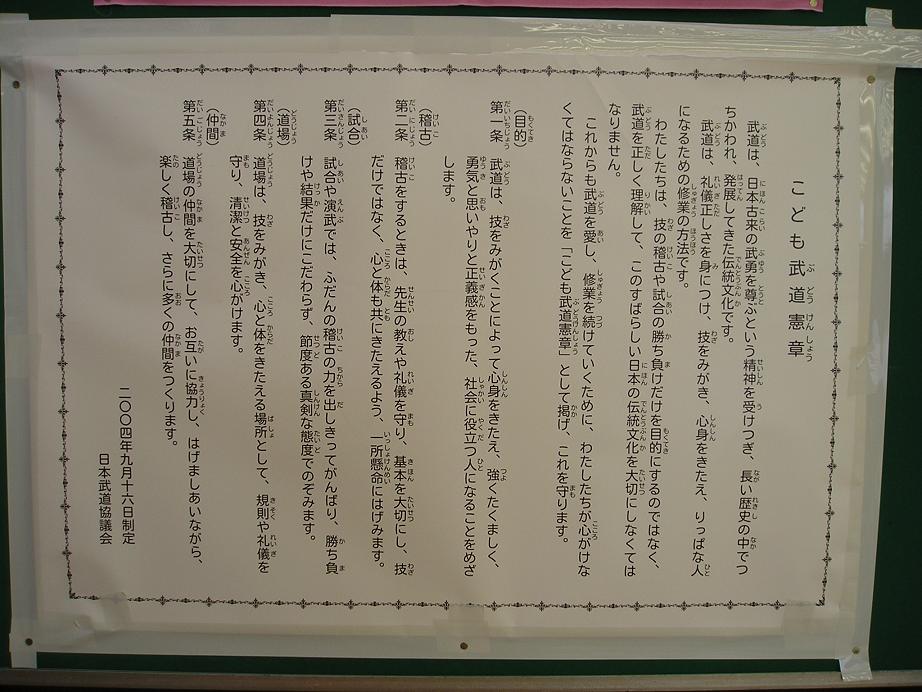 こども武道憲章
武道は、日本古来の武勇を尊ぶという精神を受けつぎ、長い歴史の中でつ
ちかわれ、発展してきた伝統文化です。
武道は、礼儀正しさを身につけ、技をみがき、心身をきたえ、りっぱな人
になるための修業の方法です。
わたしたちは、技の稽古や試合の勝ち負けだけを目的にするのではなく、
武道を正しく理解して、このすばらしい日本の伝統文化を大切にしなくては
なりません。
これからも武道を愛し、修業を続けていくために、わたしたちが心がけな
くてはならないことを「こども武道憲章」として掲げ、これを守ります。
(目的)
第一条 武道は、技をみがくことによって心身をきたえ、強くたくましく、
勇気と思いやりと正義感をもった、社会に役立つ人になることをめざ
します。
(稽古)
第二条 稽古をするときは、先生の教えや礼儀を守り、基本を大切にし、技
だけではなく、心と体も共にきたえるよう、一所懸命にはげみます。
(試合)
第三条 試合や演武では、ふだんの稽古の力を出しきってがんばり、勝ち負
けや結果だけにこだわらず、節度ある真剣な態度でのぞみます。
(道場)
第四条 道場は、技をみがき、心と体をきたえる場所として、規則や礼儀を
守り、清潔と安全を心がけます。
(仲間)
第五条 道場の仲間を大切にして、お互いに協力し、はげましあいながら、
楽しく稽古し、さらに多くの仲間をつくります。
二〇〇四年九月十六日制定
日本武道協議会